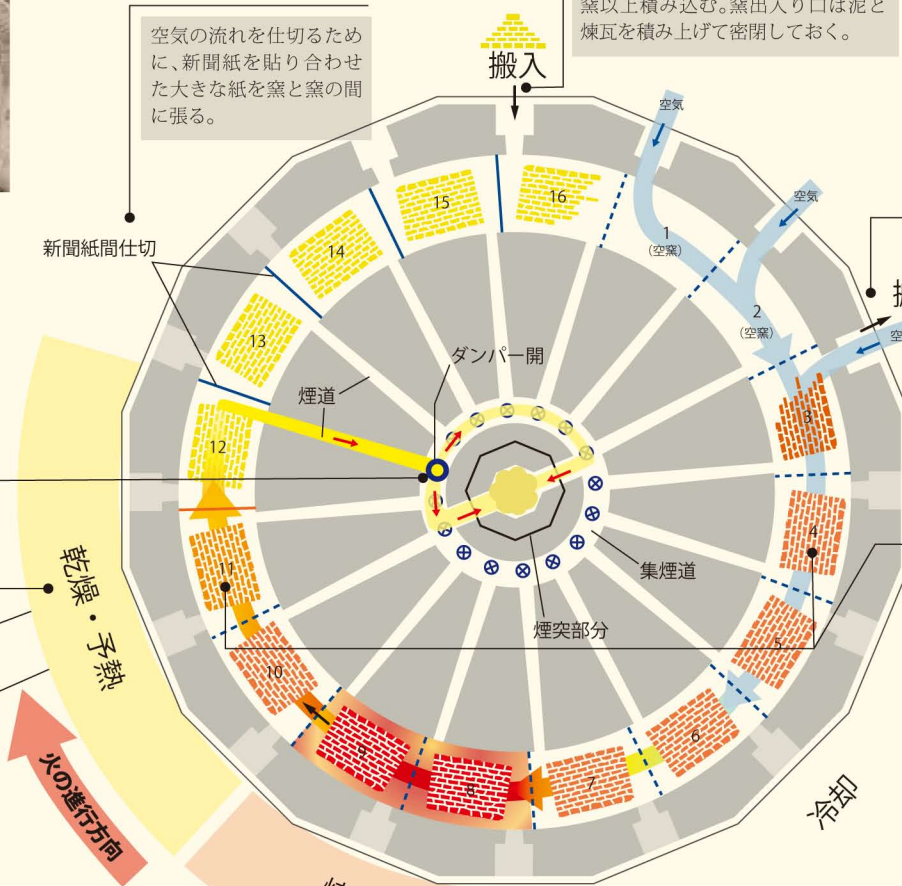 空気の流れを仕切るため
に、新聞紙を貼り合わせ
た大きな紙を窯と窯の間
に張る。
窯以上積み込む。窯出入り口は泥と
煉瓦を積み上げて密閉しておく。
搬入
空気
空気
新聞紙間仕切
1
(空窯)
2
(空窯)
3
4
5
6
7
8
9
10
11
12
13
14
15
16
ダンパー開
煙道
集煙道
煙突部分
乾燥・予熱
火の進行方向
冷却